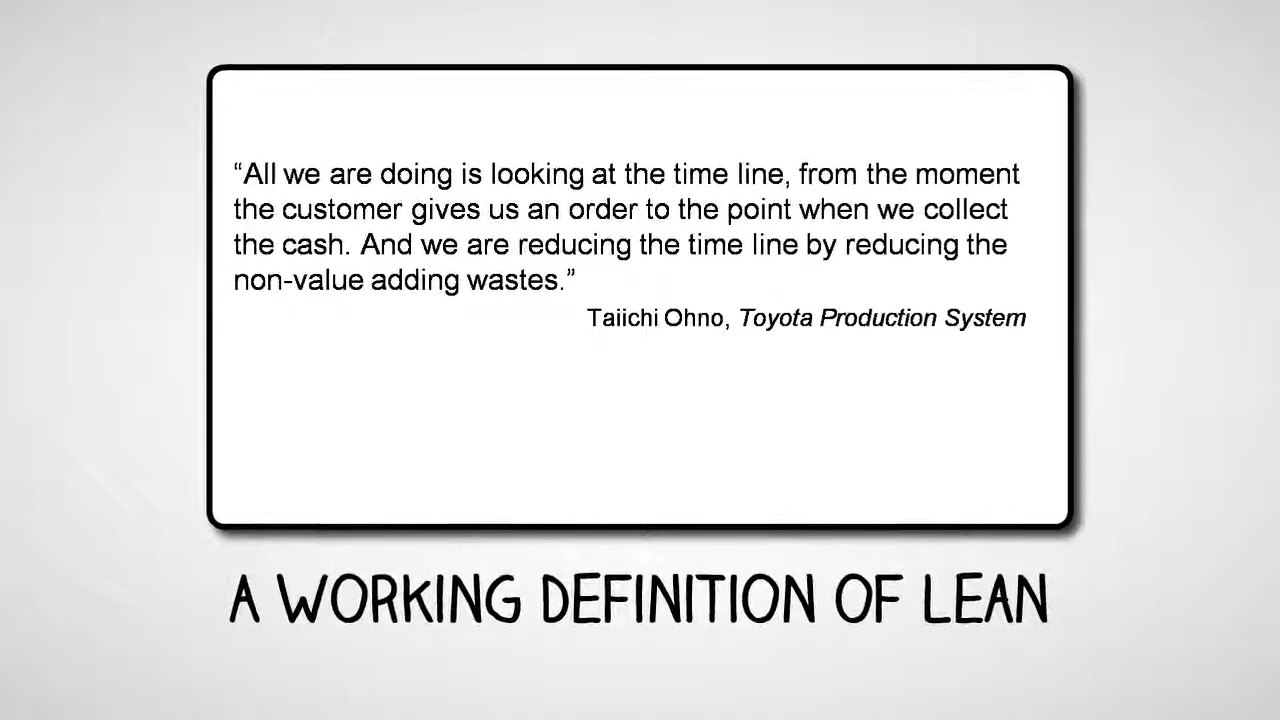 “All we are doing is looking at the time line, from the moment
the customer gives us an order to the point when we collect
the cash. And we are reducing the time line by reducing the
non-value adding wastes.”
Taiichi Ohno, Toyota Production System
A WORKING DEFINITION OF LEAN